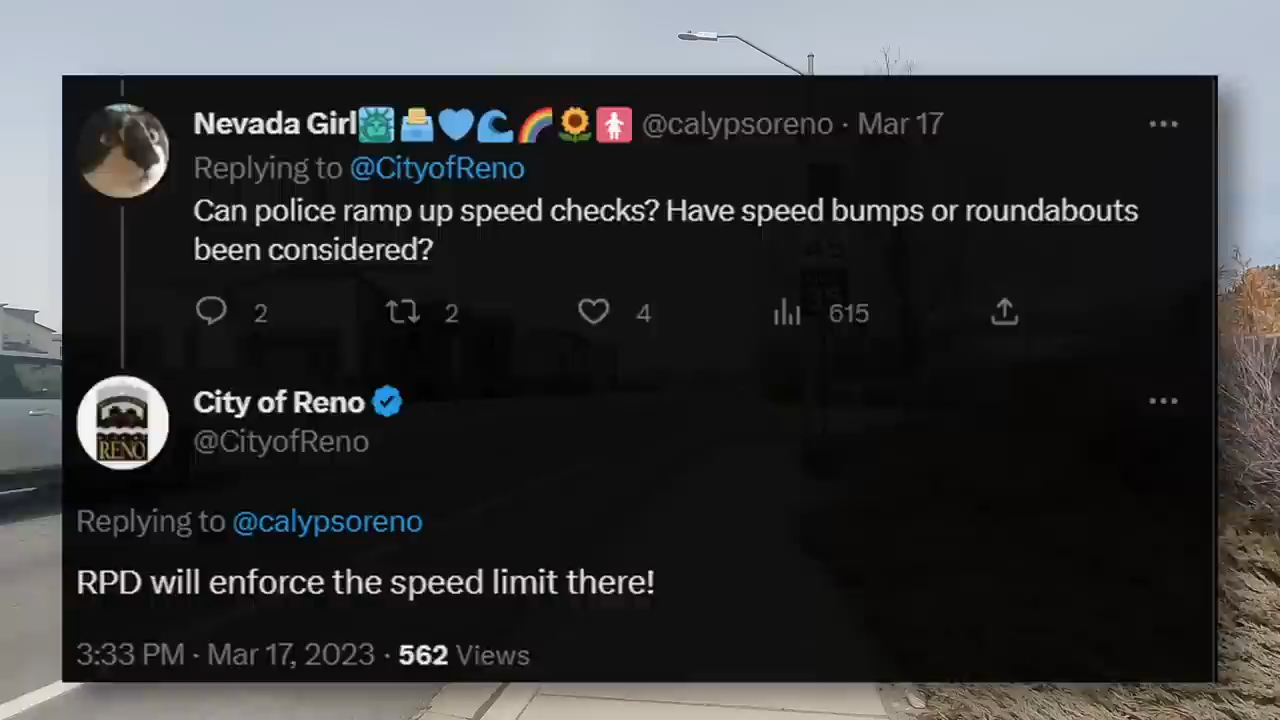 Nevada Girl🗽🗳️💙🌊🌈🌻🚺 @calypsoreno · Mar 17
Replying to @CityofReno
Can police ramp up speed checks? Have speed bumps or roundabouts
been considered?
2 2 4 615
City of Reno
@CityofReno
RENO
Replying to @calypsoreno
RPD will enforce the speed limit there!
3:33 PM · Mar 17, 2023 · 562 Views